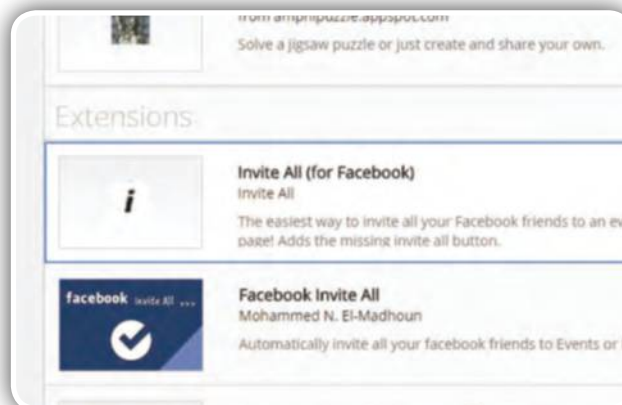 from amphipuzzle.appspot.com
Solve a jigsaw puzzle or just create and share your own.
Extensions
i
Invite All (for Facebook)
Invite All
The easiest way to invite all your Facebook friends to an ev
page! Adds the missing invite all button.
facebook invite All ...
Facebook Invite All
Mohammed N. El-Madhoun
Automatically invite all your facebook friends to Events or